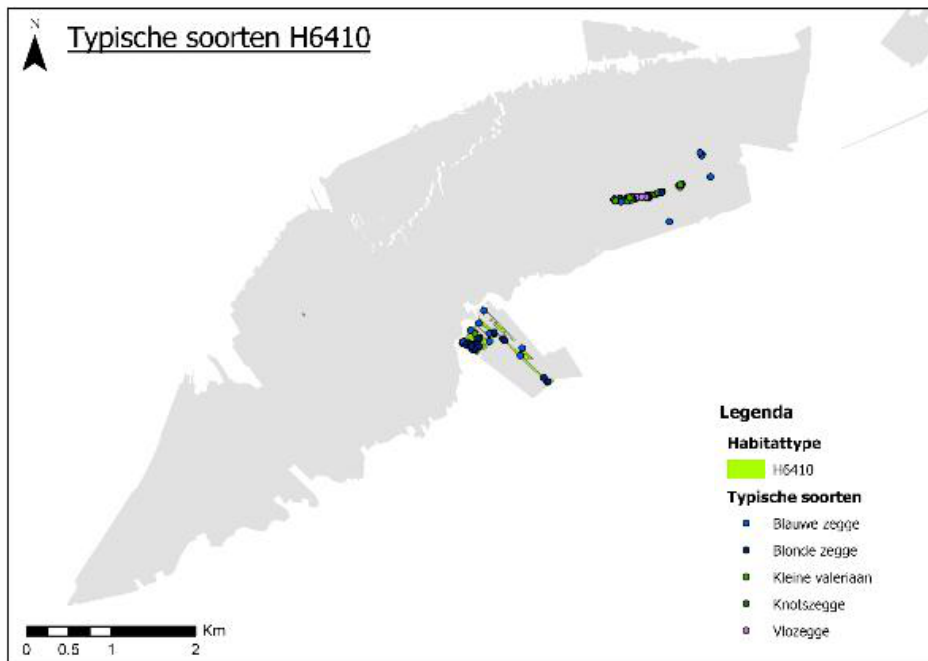 N
Typische soorten H6410
Legenda
Habitattype
H6410
Typische soorten
Blauwe zegge
Blonde zegge
Kleine valeriaan
Knotszegge
Vlozegge
Km
0 0.5 1 2